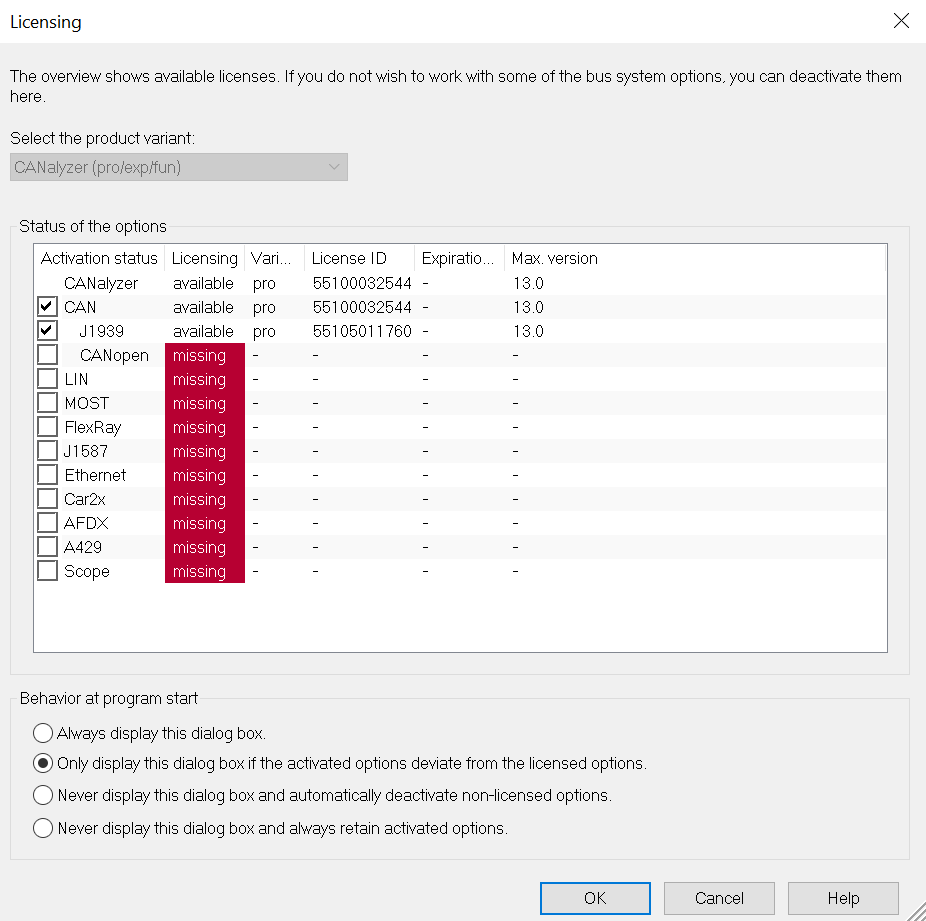 Licensing
The overview shows available licenses. If you do not wish to work with some of the bus system options, you can deactivate them
here.
Select the product variant:
CANalyzer (pro/exp/fun)
Status of the options
Activation status Licensing Vari... License ID Expiratio... Max. version
CANalyzer available pro 55100032544 - 13.0
CAN available pro 55100032544 - 13.0
J1939 available pro 55105011760 - 13.0
CANopen missing - - - -
LIN missing - - - -
MOST missing - - - -
FlexRay missing - - - -
J1587 missing - - - -
Ethernet missing - - - -
Car2x missing - - - -
AFDX missing - - - -
A429 missing - - - -
Scope missing - - - -
Behavior at program start
Always display this dialog box.
Only display this dialog box if the activated options deviate from the licensed options.
Never display this dialog box and automatically deactivate non-licensed options.
Never display this dialog box and always retain activated options.
OK Cancel Help